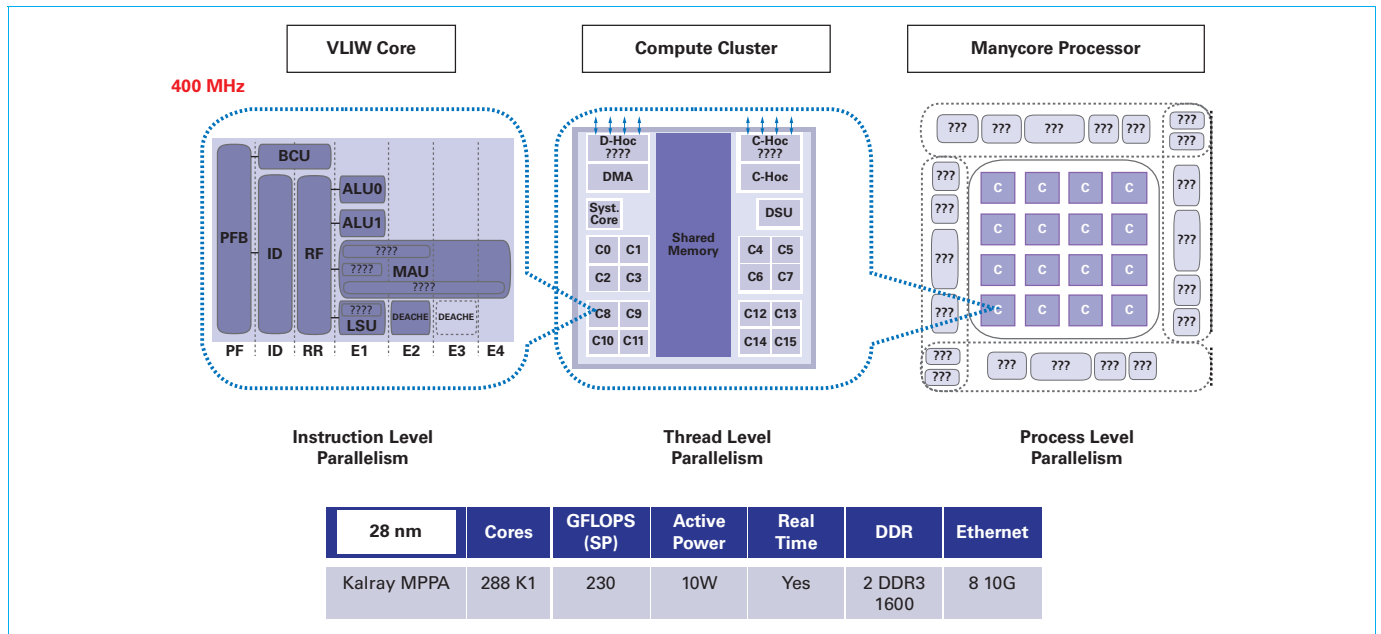 VLIW Core
Compute Cluster
Manycore Processor
400 MHz
PFB
BCU
ID
RF
ALU0
ALU1
????
????
MAU
????
????
LSU
DEACHE
DEACHE
PF ID RR E1 E2 E3 E4
D-Hoc
????
DMA
Syst.
Core
C0 C1
C2 C3
C8 C9
C10 C11
Shared
Memory
C-Hoc
????
C-Hoc
DSU
C4 C5
C6 C7
C12 C13
C14 C15
??? ??? ??? ??? ???
???
???
???
???
???
???
???
???
???
???
???
???
C C C C
C C C C
C C C C
C C C C
??? ??? ??? ???
Instruction Level
Parallelism
Thread Level
Parallelism
Process Level
Parallelism
28 nm Cores GFLOPS (SP) Active Power Real Time DDR Ethernet
Kalray MPPA 288 K1 230 10W Yes 2 DDR3 1600 8 10G